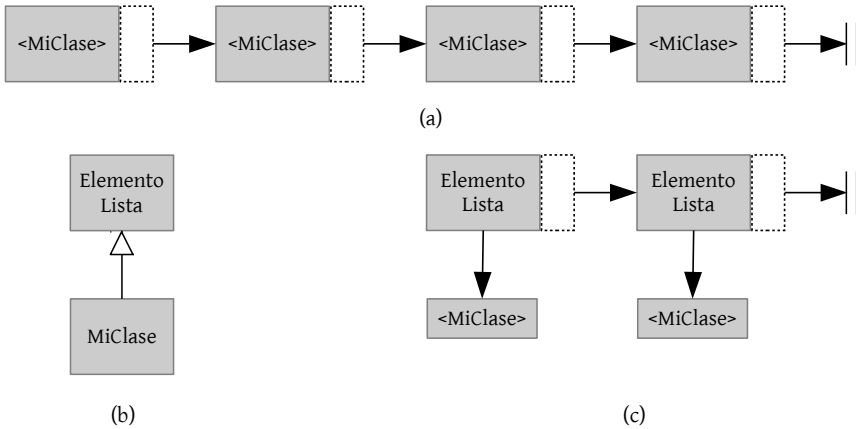 <MiClase> <MiClase> <MiClase> <MiClase>
(a)
Elemento
Lista
MiClase
(b)
Elemento
Lista
Elemento
Lista
<MiClase> <MiClase>
(c)